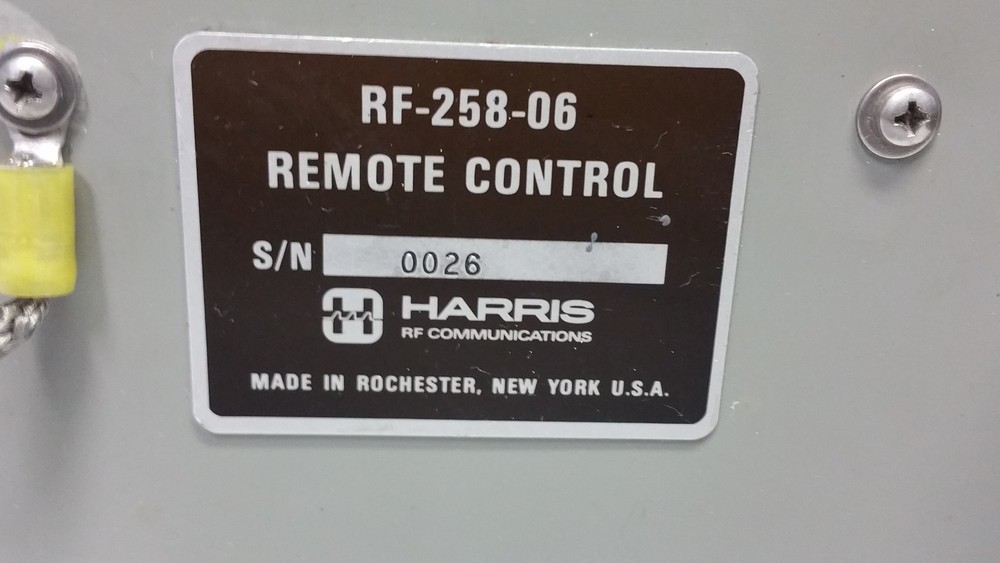 RF-258-06
REMOTE CONTROL
S/N 0026
HARRIS
RF COMMUNICATIONS
MADE IN ROCHESTER, NEW YORK U.S.A.